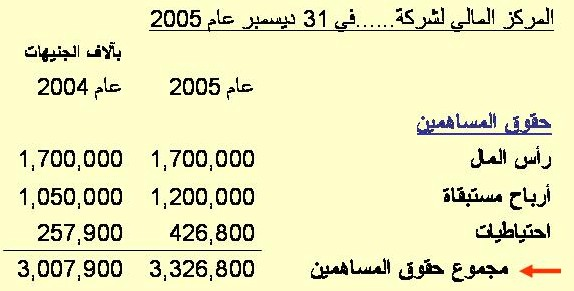 المركز المالي لشركة......في 31 ديسمبر عام 2005
بآلاف الجنيهات
عام 2005 عام 2004
حقوق المساهمين
رأس المال 1,700,000 1,700,000
أرباح مستبقاة 1,200,000 1,050,000
احتياطيات 426,800 257,900
مجموع حقوق المساهمين 3,326,800 3,007,900